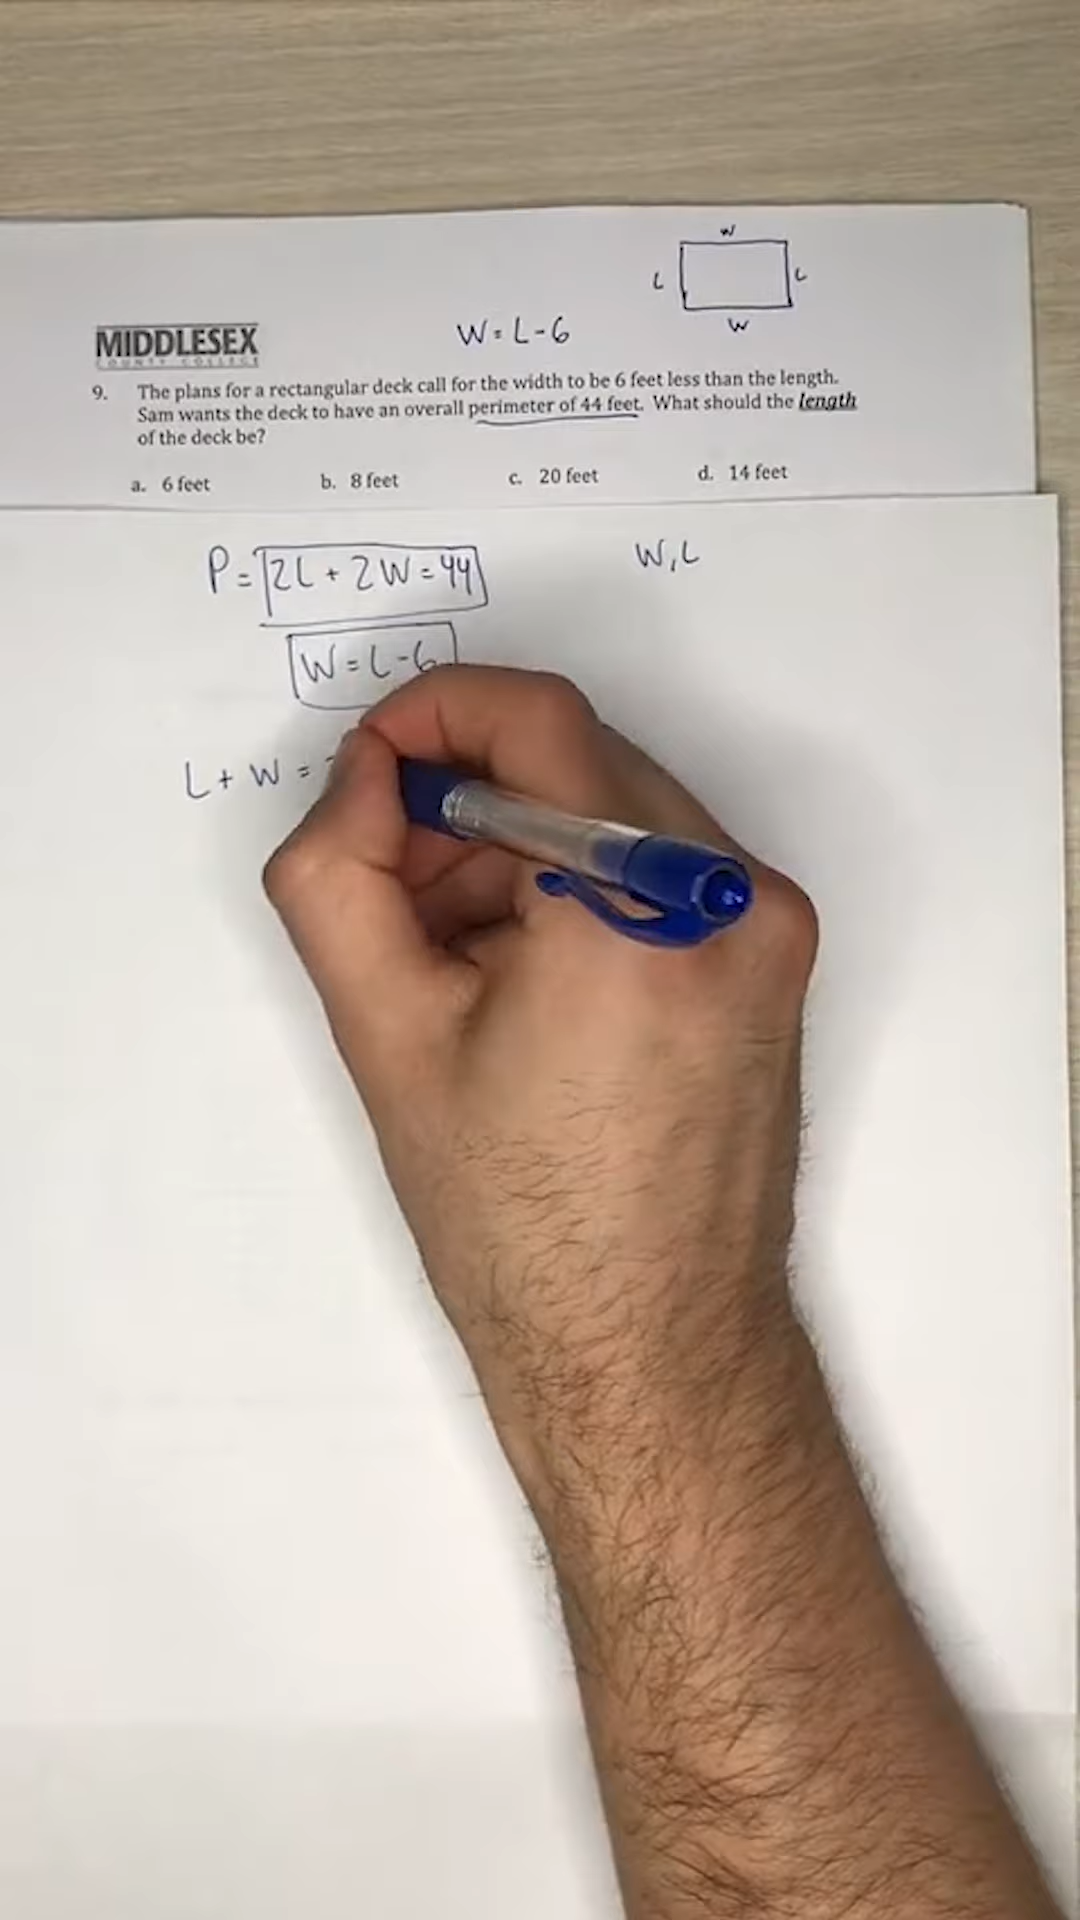 W
L L
W
W = L - 6
MIDDLESEX
COUNTY COLLEGE
9. The plans for a rectangular deck call for the width to be 6 feet less than the length.
Sam wants the deck to have an overall perimeter of 44 feet. What should the length
of the deck be?
a. 6 feet b. 8 feet c. 20 feet d. 14 feet
P = 2L + 2W = 44 W, L
W = L - 6
L + W =